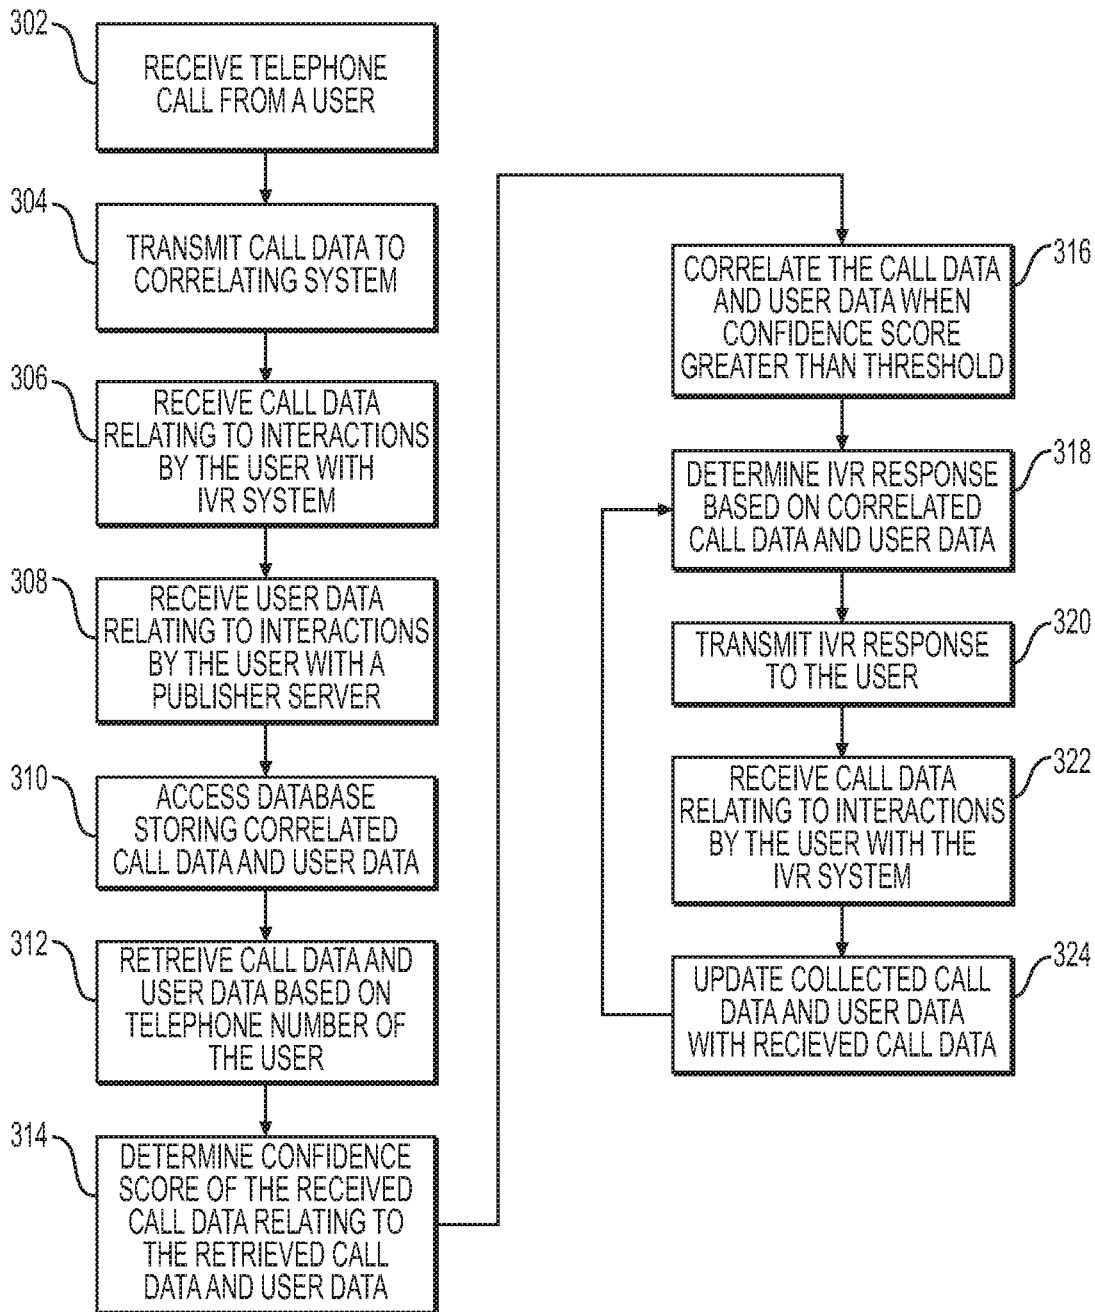 302
RECEIVE TELEPHONE
CALL FROM A USER
304
TRANSMIT CALL DATA TO
CORRELATING SYSTEM
306
RECEIVE CALL DATA
RELATING TO INTERACTIONS
BY THE USER WITH
IVR SYSTEM
308
RECEIVE USER DATA
RELATING TO INTERACTIONS
BY THE USER WITH A
PUBLISHER SERVER
310
ACCESS DATABASE
STORING CORRELATED
CALL DATA AND USER DATA
312
RETREIVE CALL DATA AND
USER DATA BASED ON
TELEPHONE NUMBER OF
THE USER
314
DETERMINE CONFIDENCE
SCORE OF THE RECEIVED
CALL DATA RELATING TO
THE RETRIEVED CALL
DATA AND USER DATA
316
CORRELATE THE CALL DATA
AND USER DATA WHEN
CONFIDENCE SCORE
GREATER THAN THRESHOLD
318
DETERMINE IVR RESPONSE
BASED ON CORRELATED
CALL DATA AND USER DATA
320
TRANSMIT IVR RESPONSE
TO THE USER
322
RECEIVE CALL DATA
RELATING TO INTERACTIONS
BY THE USER WITH THE
IVR SYSTEM
324
UPDATE COLLECTED CALL
DATA AND USER DATA
WITH RECIEVED CALL DATA